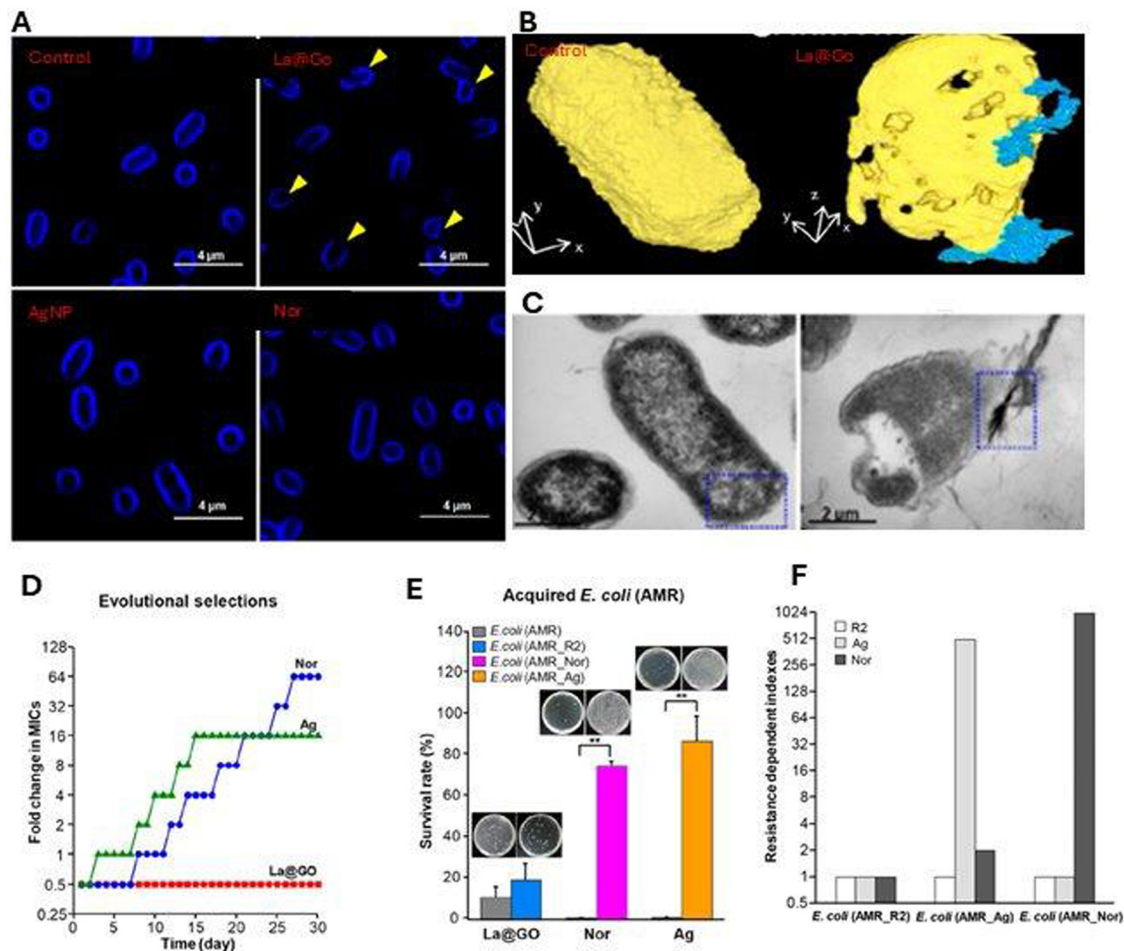 A
Control
La@Go
4 µm
4 µm
AgNP
Nor
4 µm
4 µm
B
Control
La@Go
y
x
z
y
x
C
2 µm
D
Evolutional selections
Fold change in MICs
128
64
32
16
8
4
2
1
0.5
0.25
Nor
Ag
La@GO
0 5 10 15 20 25 30
Time (day)
E
Acquired E. coli (AMR)
Survival rate (%)
140
120
100
80
60
40
20
0
E.coli (AMR)
E.coli (AMR_R2)
E.coli (AMR_Nor)
E.coli (AMR_Ag)
**
**
La@GO Nor Ag
F
Resistance dependent indexes
1024
512
256
128
64
32
16
8
4
2
1
0.5
R2
Ag
Nor
E. coli (AMR_R2) E. coli (AMR_Ag) E. coli (AMR_Nor)